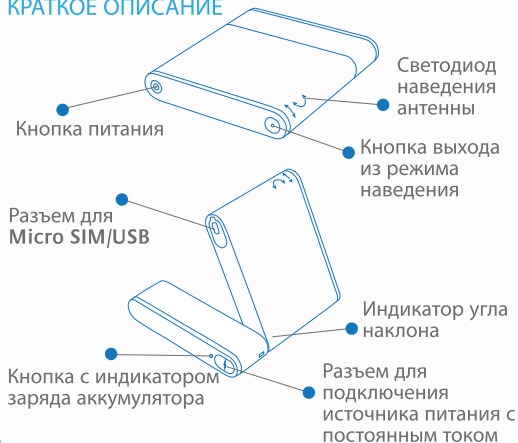 КРАТКОЕ ОПИСАНИЕ
Светодиод
наведения
антенны
Кнопка питания
Кнопка выхода
из режима
наведения
Разъем для
Micro SIM/USB
Индикатор угла
наклона
Кнопка с индикатором
заряда аккумулятора
Разъем для
подключения
источника питания с
постоянным током